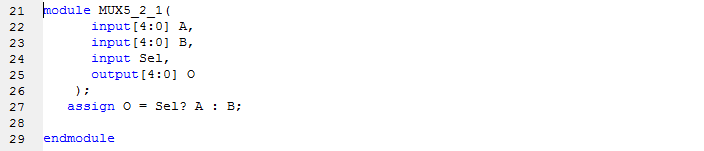 21 module MUX5_2_1(
22 input[4:0] A,
23 input[4:0] B,
24 input Sel,
25 output[4:0] O
26 );
27 assign O = Sel? A : B;
28
29 endmodule